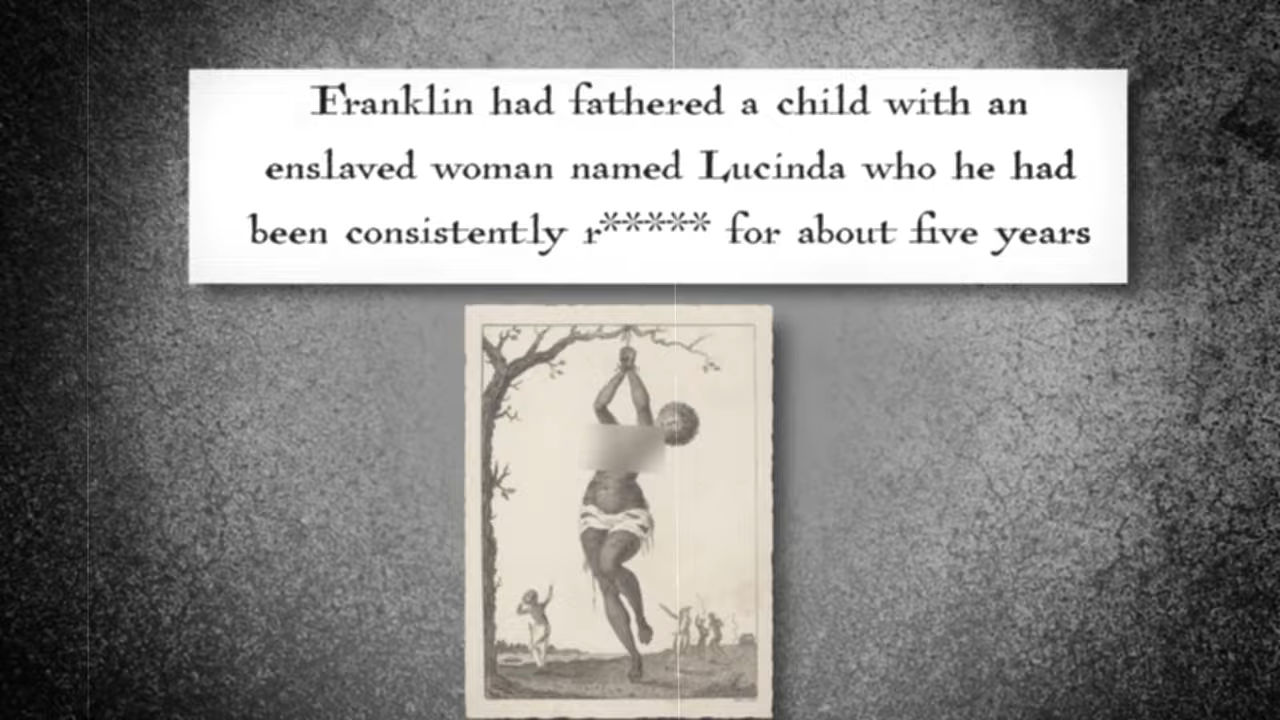 Franklin had fathered a child with an
enslaved woman named Lucinda who he had
been consistently r***** for about five years